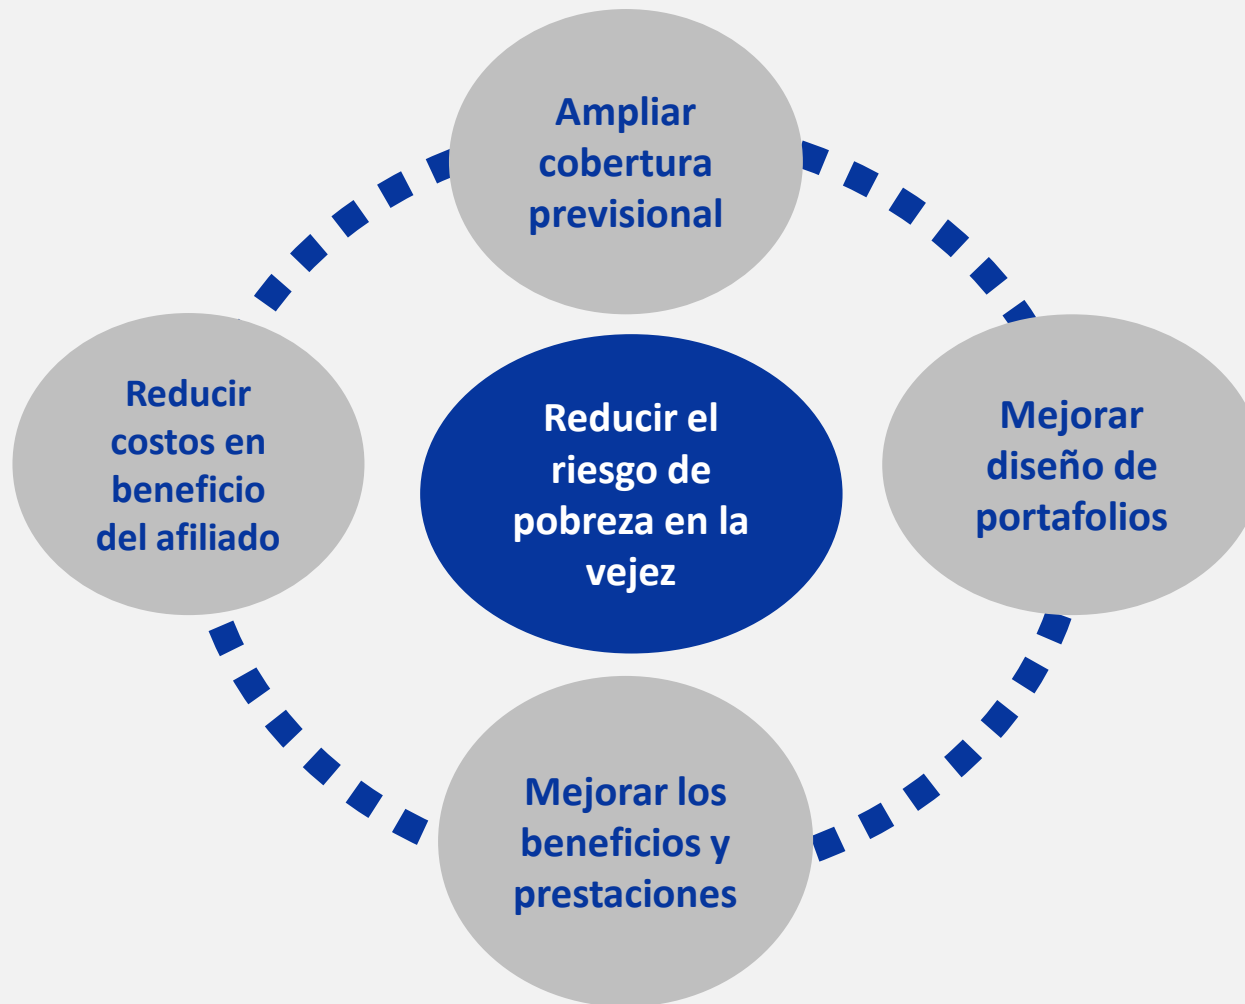 Ampliar
cobertura
previsional
Reducir
costos en
beneficio
del afiliado
Reducir el
riesgo de
pobreza en la
vejez
Mejorar
diseño de
portafolios
Mejorar los
beneficios y
prestaciones